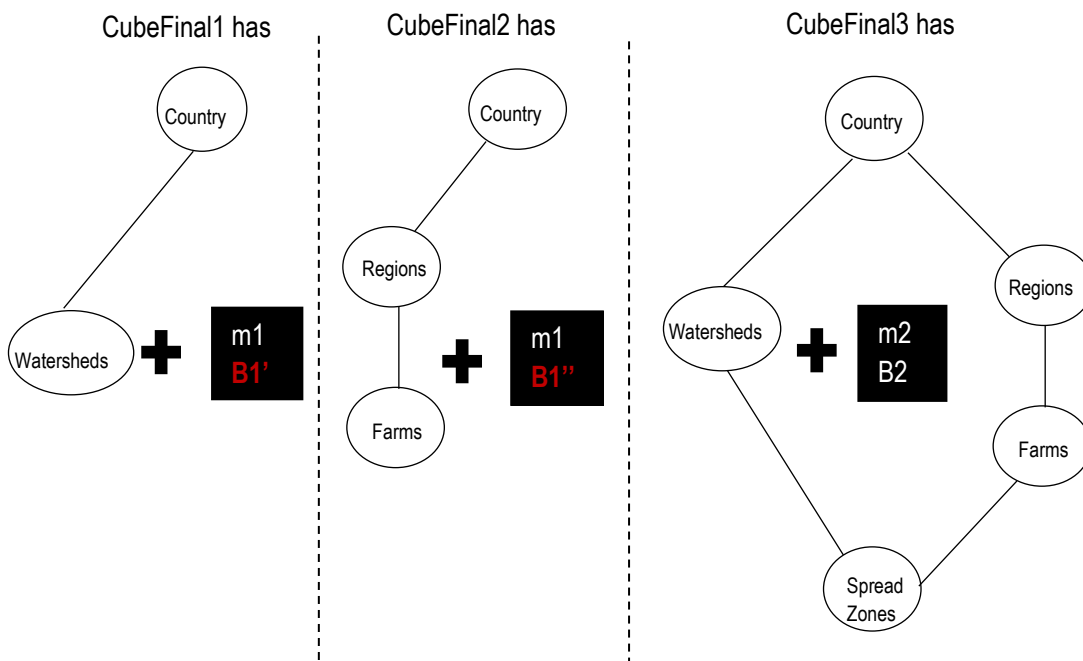 CubeFinal1 has
Country
Watersheds
m1
B1’
CubeFinal2 has
Country
Regions
Farms
m1
B1’’
CubeFinal3 has
Country
Regions
Watersheds
m2
B2
Farms
Spread
Zones